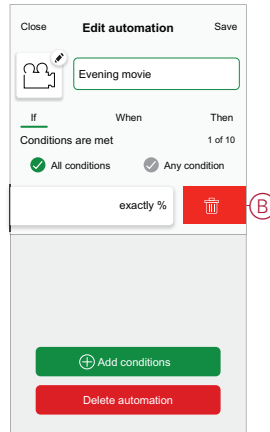 Close Edit automation Save
Evening movie
If When Then
Conditions are met 1 of 10
All conditions Any condition
exactly %
B
Add conditions
Delete automation